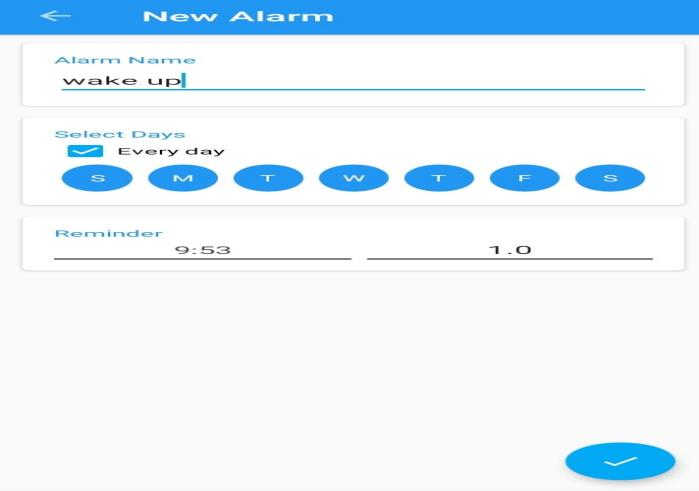 New Alarm
Alarm Name
wake up
Select Days
Every day
S M T W T F S
Reminder
9:53 1.0